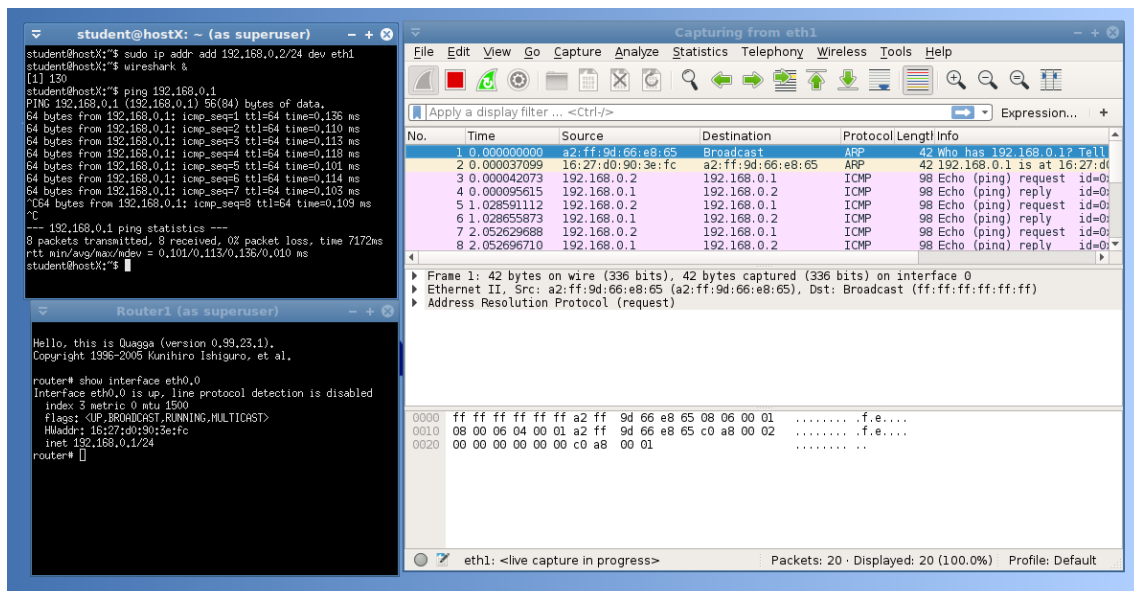 student@hostX: ~ (as superuser)
student@hostX:~$ sudo ip addr add 192.168.0.2/24 dev eth1
student@hostX:~$ wireshark &
[1] 130
student@hostX:~$ ping 192.168.0.1
PING 192.168.0.1 (192.168.0.1) 56(84) bytes of data.
64 bytes from 192.168.0.1: icmp_seq=1 ttl=64 time=0.136 ms
64 bytes from 192.168.0.1: icmp_seq=2 ttl=64 time=0.110 ms
64 bytes from 192.168.0.1: icmp_seq=3 ttl=64 time=0.113 ms
64 bytes from 192.168.0.1: icmp_seq=4 ttl=64 time=0.118 ms
64 bytes from 192.168.0.1: icmp_seq=5 ttl=64 time=0.101 ms
64 bytes from 192.168.0.1: icmp_seq=6 ttl=64 time=0.114 ms
64 bytes from 192.168.0.1: icmp_seq=7 ttl=64 time=0.103 ms
^C64 bytes from 192.168.0.1: icmp_seq=8 ttl=64 time=0.109 ms
^C
--- 192.168.0.1 ping statistics ---
8 packets transmitted, 8 received, 0% packet loss, time 7172ms
rtt min/avg/max/mdev = 0.101/0.113/0.136/0.010 ms
student@hostX:~$
Router1 (as superuser)
Hello, this is Quagga (version 0.99.23.1).
Copyright 1996-2005 Kunihiro Ishiguro, et al.
router# show interface eth0.0
Interface eth0.0 is up, line protocol detection is disabled
index 3 metric 0 mtu 1500
flags: <UP,BROADCAST,RUNNING,MULTICAST>
HWaddr: 16:27:d0:90:3e:fc
inet 192.168.0.1/24
router#
Capturing from eth1
File Edit View Go Capture Analyze Statistics Telephony Wireless Tools Help
Apply a display filter ... <Ctrl-/> Expression... +
No. Time Source Destination Protocol Length Info
1 0.000000000 a2:ff:9d:66:e8:65 Broadcast ARP 42 Who has 192.168.0.1? Tell
2 0.000037099 16:27:d0:90:3e:fc a2:ff:9d:66:e8:65 ARP 42 192.168.0.1 is at 16:27:d0
3 0.000042073 192.168.0.2 192.168.0.1 ICMP 98 Echo (ping) request id=0
4 0.000095615 192.168.0.1 192.168.0.2 ICMP 98 Echo (ping) reply id=0
5 1.028591112 192.168.0.2 192.168.0.1 ICMP 98 Echo (ping) request id=0
6 1.028655873 192.168.0.1 192.168.0.2 ICMP 98 Echo (ping) reply id=0
7 2.052629688 192.168.0.2 192.168.0.1 ICMP 98 Echo (ping) request id=0
8 2.052696710 192.168.0.1 192.168.0.2 ICMP 98 Echo (ping) reply id=0
Frame 1: 42 bytes on wire (336 bits), 42 bytes captured (336 bits) on interface 0
Ethernet II, Src: a2:ff:9d:66:e8:65 (a2:ff:9d:66:e8:65), Dst: Broadcast (ff:ff:ff:ff:ff:ff)
Address Resolution Protocol (request)
0000 ff ff ff ff ff ff a2 ff 9d 66 e8 65 08 06 00 01 ........ .f.e....
0010 08 00 06 04 00 01 a2 ff 9d 66 e8 65 c0 a8 00 02 ........ .f.e....
0020 00 00 00 00 00 00 c0 a8 00 01 ........ ..
eth1: <live capture in progress> Packets: 20 · Displayed: 20 (100.0%) Profile: Default